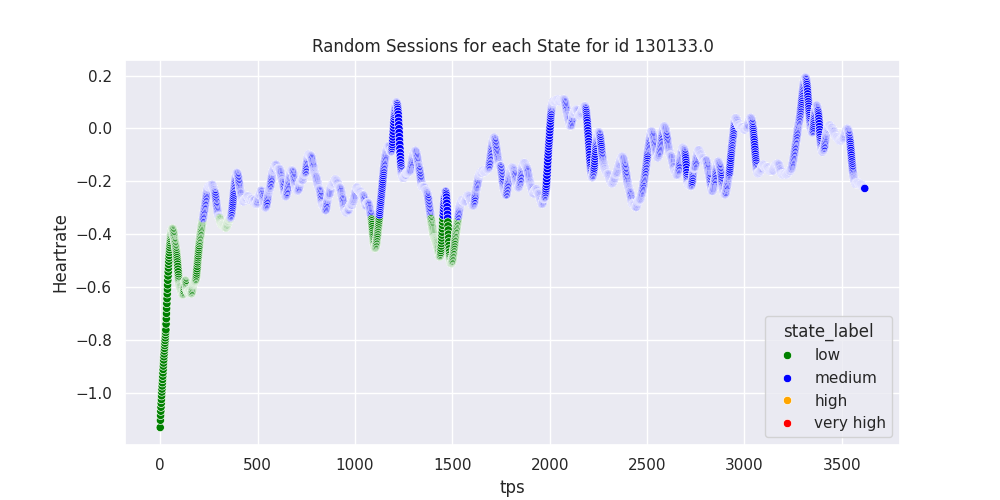 Random Sessions for each State for id 130133.0
Heartrate
0.2
0.0
−0.2
−0.4
−0.6
−0.8
−1.0
0 500 1000 1500 2000 2500 3000 3500
tps
state_label
low
medium
high
very high